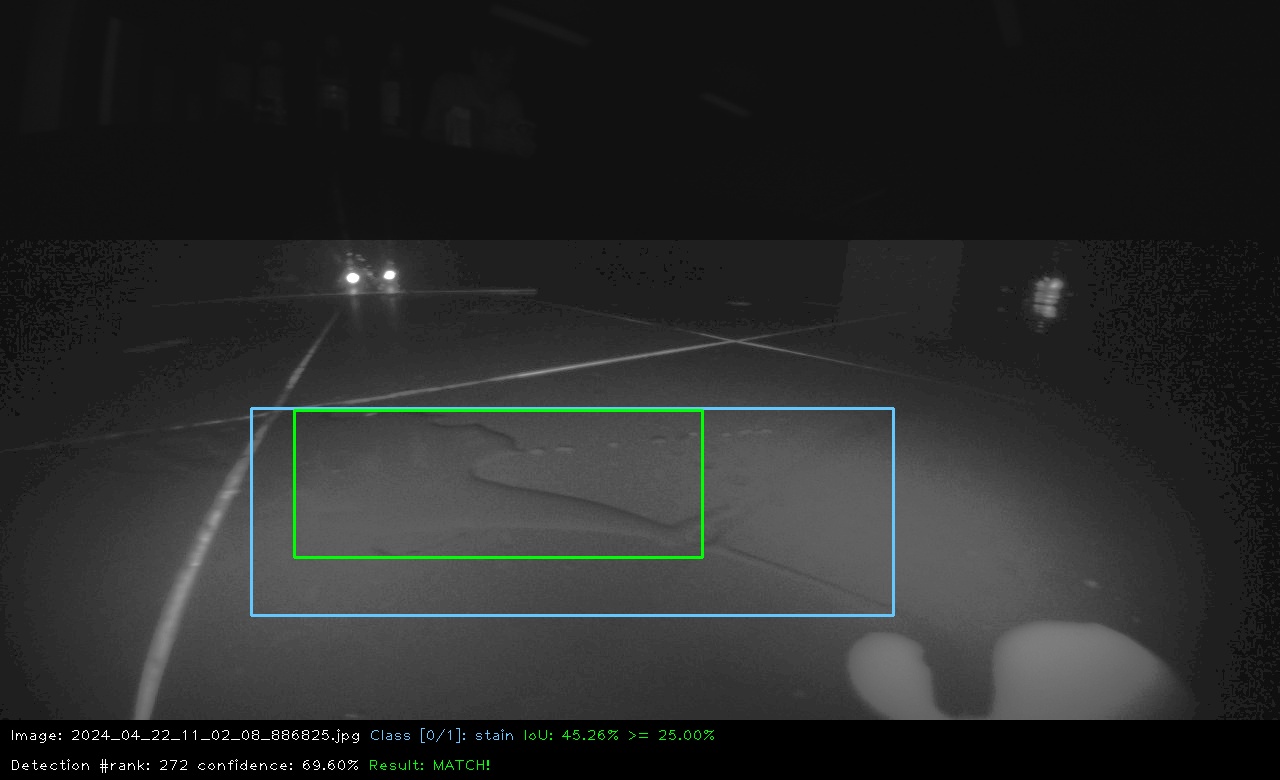 Image: 2024_04_22_11_02_08_886825.jpg Class [0/1]: stain IoU: 45.26% >= 25.00%
Detection #rank: 272 confidence: 69.60% Result: MATCH!